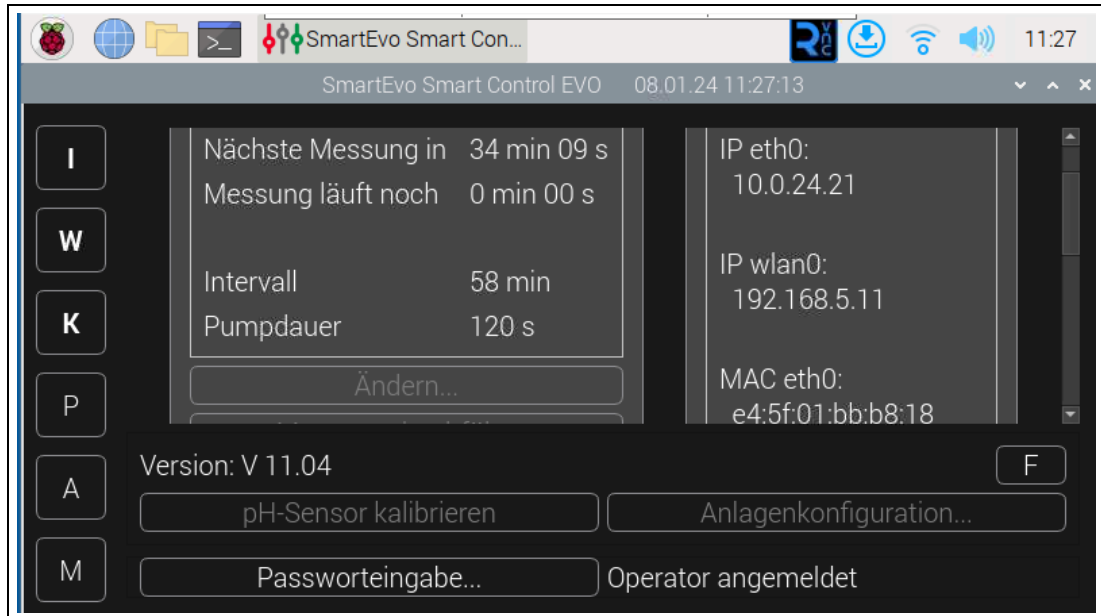 SmartEvo Smart Con...
11:27
SmartEvo Smart Control EVO 08.01.24 11:27:13
I
W
K
P
A
M
Nächste Messung in 34 min 09 s
Messung läuft noch 0 min 00 s
Intervall 58 min
Pumpdauer 120 s
Ändern...
IP eth0:
10.0.24.21
IP wlan0:
192.168.5.11
MAC eth0:
e4:5f:01:bb:b8:18
Version: V 11.04
F
pH-Sensor kalibrieren
Anlagenkonfiguration...
Passworteingabe...
Operator angemeldet